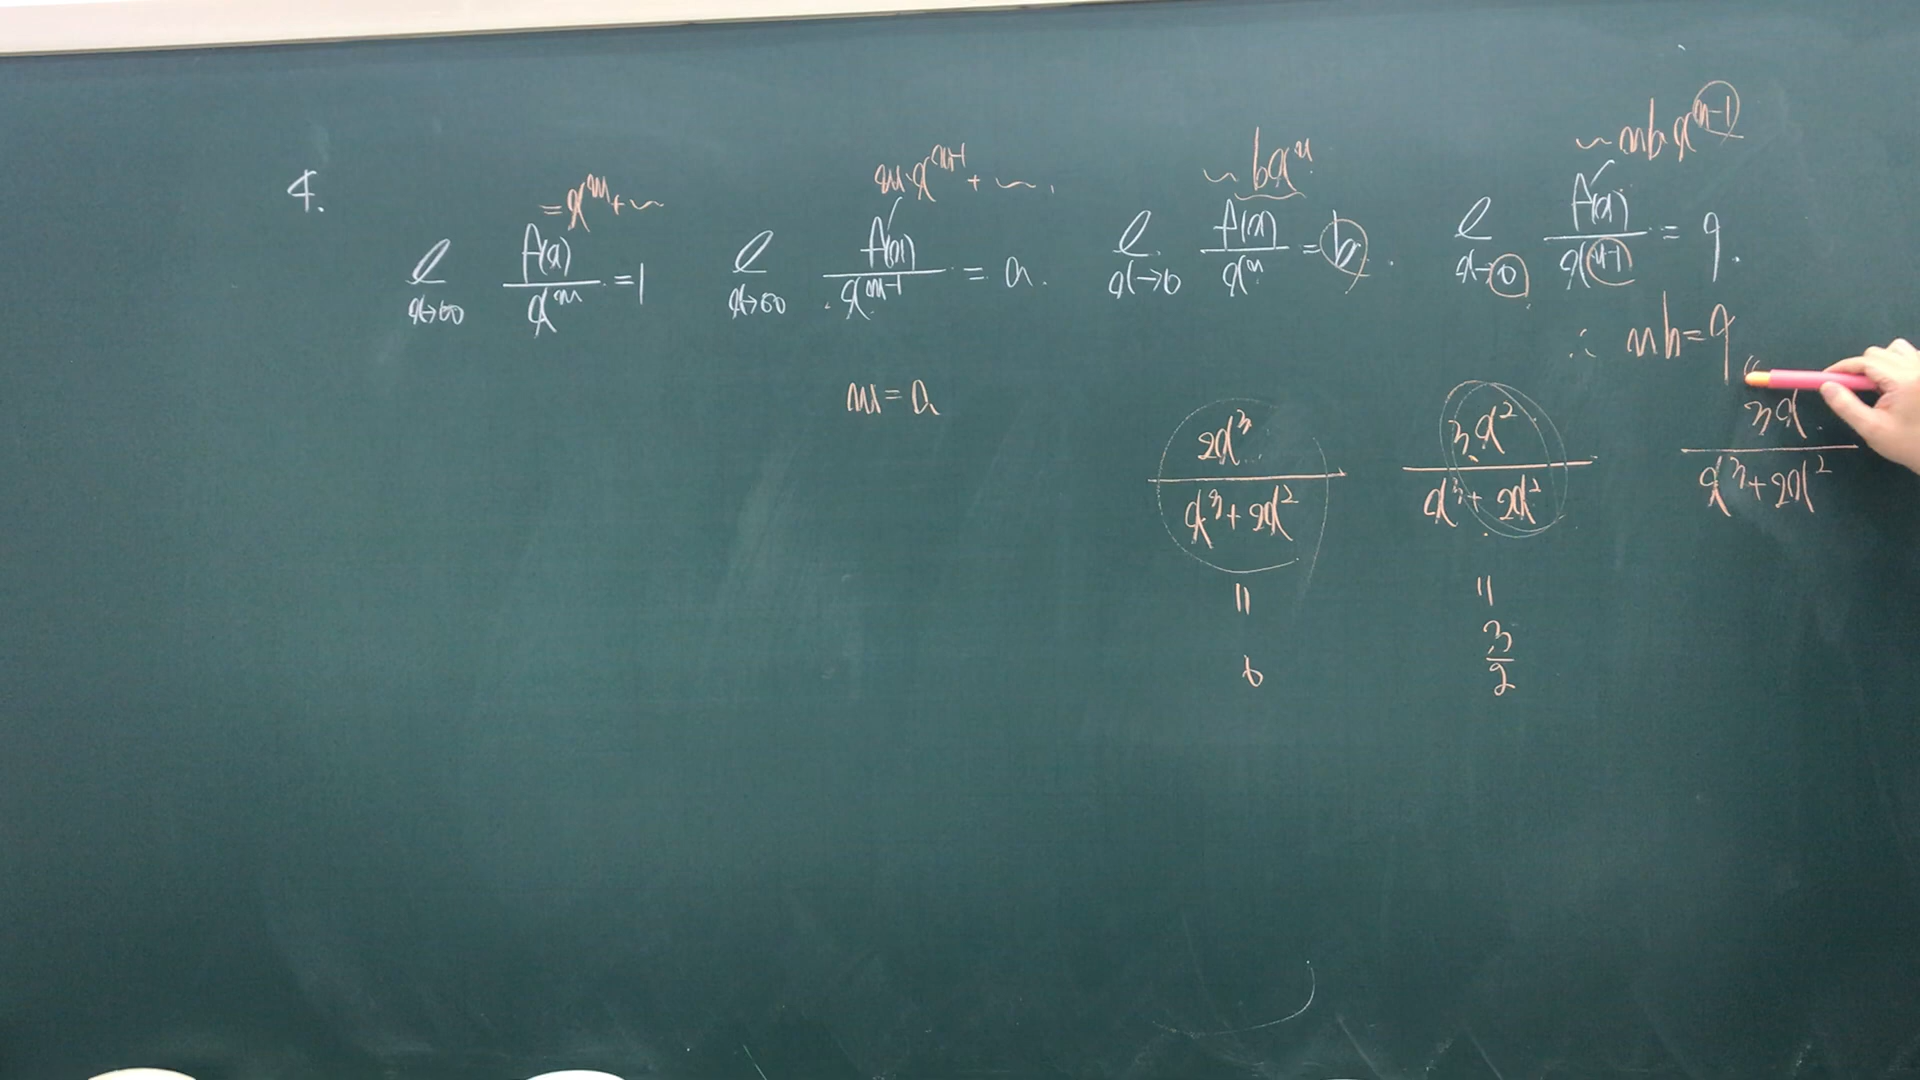 4.
= x^m + ~
lim x→∞ f(x)/x^m = 1
m·x^{m-1} + ~.
lim x→∞ f'(x)/x^{m-1} = a.
m = a
~ bx^n
lim x→0 f(x)/x^n = b.
~ nbx^{n-1}
lim x→0 f'(x)/x^{n-1} = 9.
∴ nb = 9
2x^3/(x^3+2x^2)
=
0
3x^2/(x^3+2x^2)
=
3/2
3x/(x^3+2x^2)